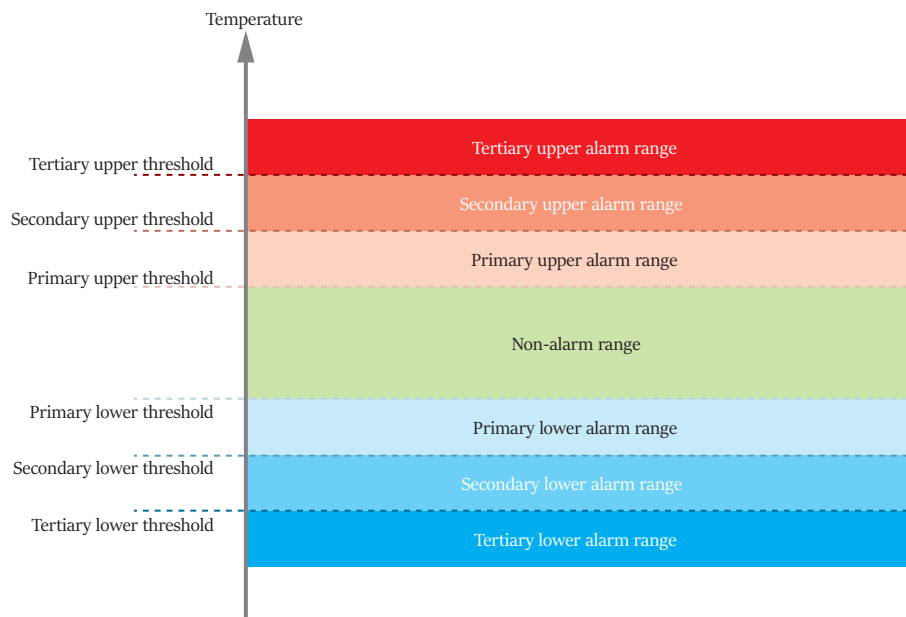 Temperature
Tertiary upper alarm range
Tertiary upper threshold
Secondary upper alarm range
Secondary upper threshold
Primary upper alarm range
Primary upper threshold
Non-alarm range
Primary lower threshold
Primary lower alarm range
Secondary lower threshold
Secondary lower alarm range
Tertiary lower threshold
Tertiary lower alarm range